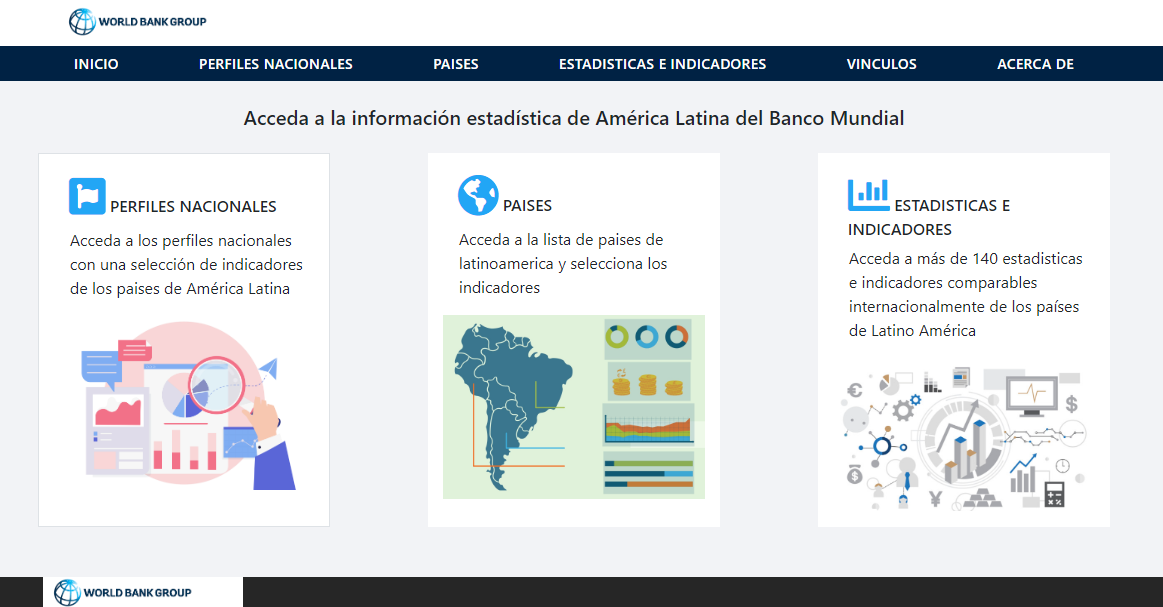 WORLD BANK GROUP
INICIO PERFILES NACIONALES PAISES ESTADISTICAS E INDICADORES VINCULOS ACERCA DE
Acceda a la información estadística de América Latina del Banco Mundial
PERFILES NACIONALES
Acceda a los perfiles nacionales
con una selección de indicadores
de los paises de América Latina
PAISES
Acceda a la lista de paises de
latinoamerica y selecciona los
indicadores
ESTADISTICAS E
INDICADORES
Acceda a más de 140 estadisticas
e indicadores comparables
internacionalmente de los países
de Latino América
WORLD BANK GROUP